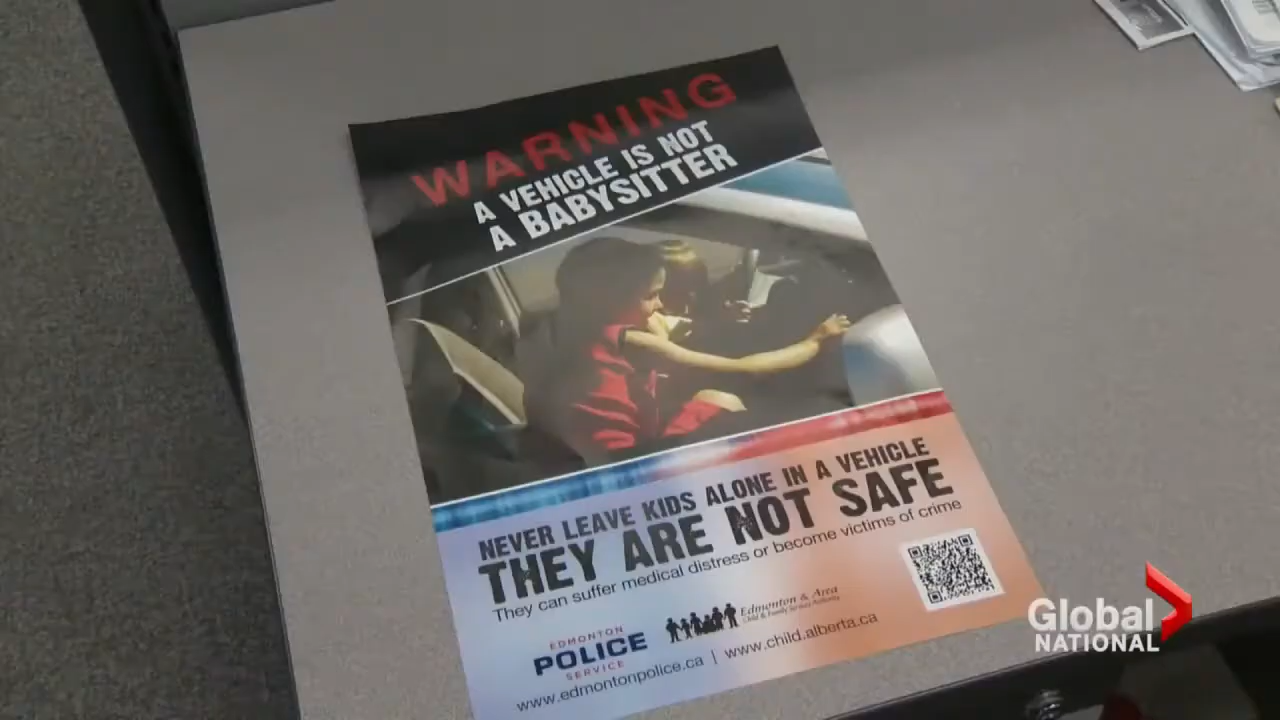 WARNING
A VEHICLE IS NOT
A BABYSITTER
NEVER LEAVE KIDS ALONE IN A VEHICLE
THEY ARE NOT SAFE
They can suffer medical distress or become victims of crime
EDMONTON
POLICE
SERVICE
Edmonton & Area
Child & Family Services Authority
www.edmontonpolice.ca | www.child.alberta.ca
Global
NATIONAL